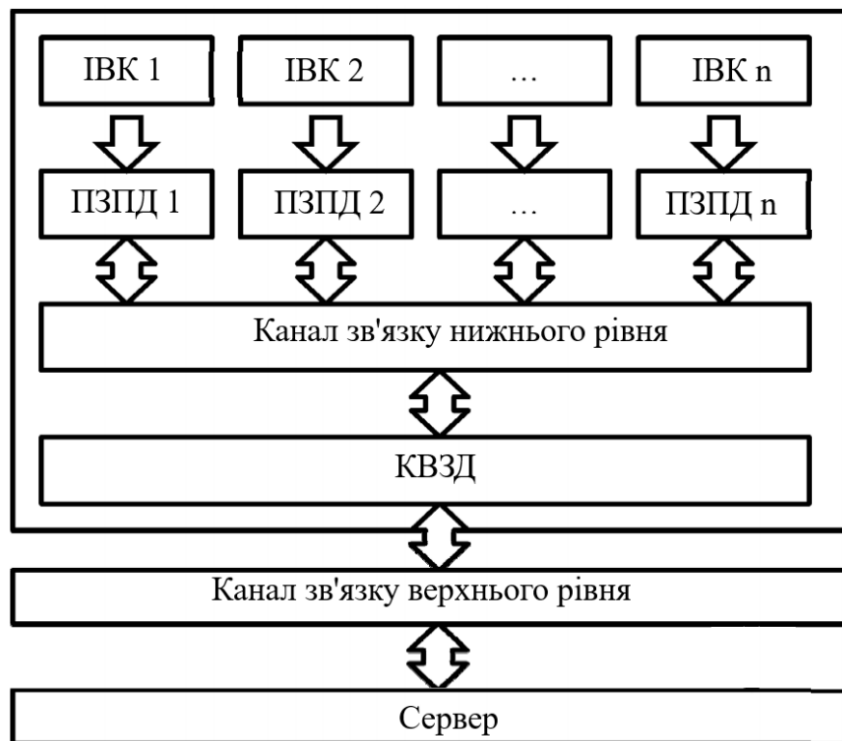 ІВК 1
ІВК 2
...
ІВК n
ПЗПД 1
ПЗПД 2
...
ПЗПД n
Канал зв'язку нижнього рівня
КВЗД
Канал зв'язку верхнього рівня
Сервер